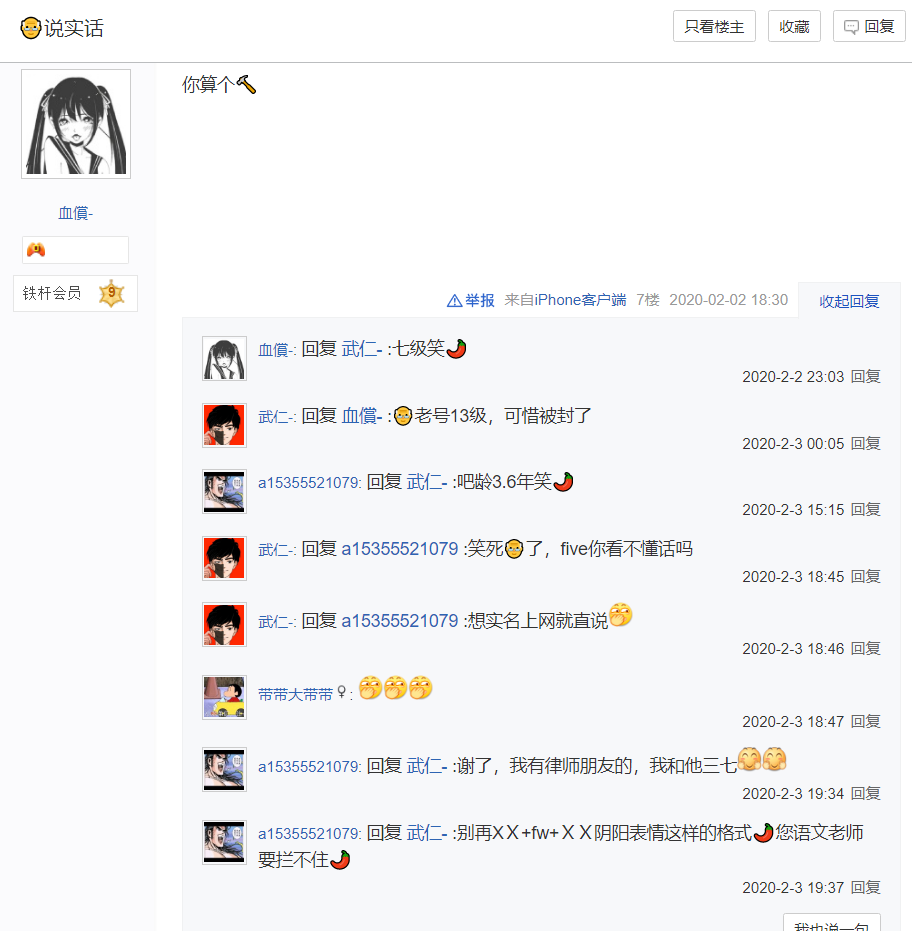 说实话
只看楼主
收藏
回复
你算个
血償-
铁杆会员
9
举报 来自iPhone客户端 7楼 2020-02-02 18:30 收起回复
血償-: 回复 武仁- :七级笑
2020-2-2 23:03 回复
武仁-: 回复 血償- :老号13级，可惜被封了
2020-2-3 00:05 回复
a15355521079: 回复 武仁- :吧龄3.6年笑
2020-2-3 15:15 回复
武仁-: 回复 a15355521079 :笑死了，five你看不懂话吗
2020-2-3 18:45 回复
武仁-: 回复 a15355521079 :想实名上网就直说
2020-2-3 18:46 回复
带带大带带♀:
2020-2-3 18:47 回复
a15355521079: 回复 武仁- :谢了，我有律师朋友的，我和他三七
2020-2-3 19:34 回复
a15355521079: 回复 武仁- :别再XＸ+fw+ＸＸ阴阳表情这样的格式您语文老师
要拦不住
2020-2-3 19:37 回复
我也说一句